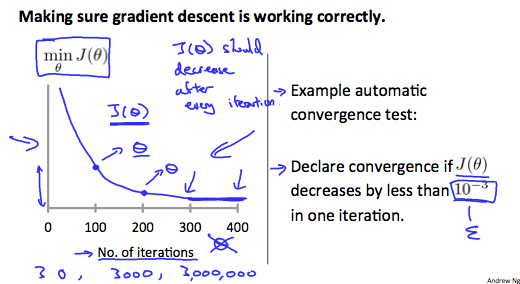 Making sure gradient descent is working correctly.
min J(θ)
θ
J(θ) should
decrease
after
every iteration.
J(θ)
θ
θ
0 100 200 300 400
No. of iterations
30, 3000, 3,000,000
→ Example automatic
convergence test:
→ Declare convergence if J(θ)
decreases by less than 10⁻³
in one iteration.
ε
Andrew Ng